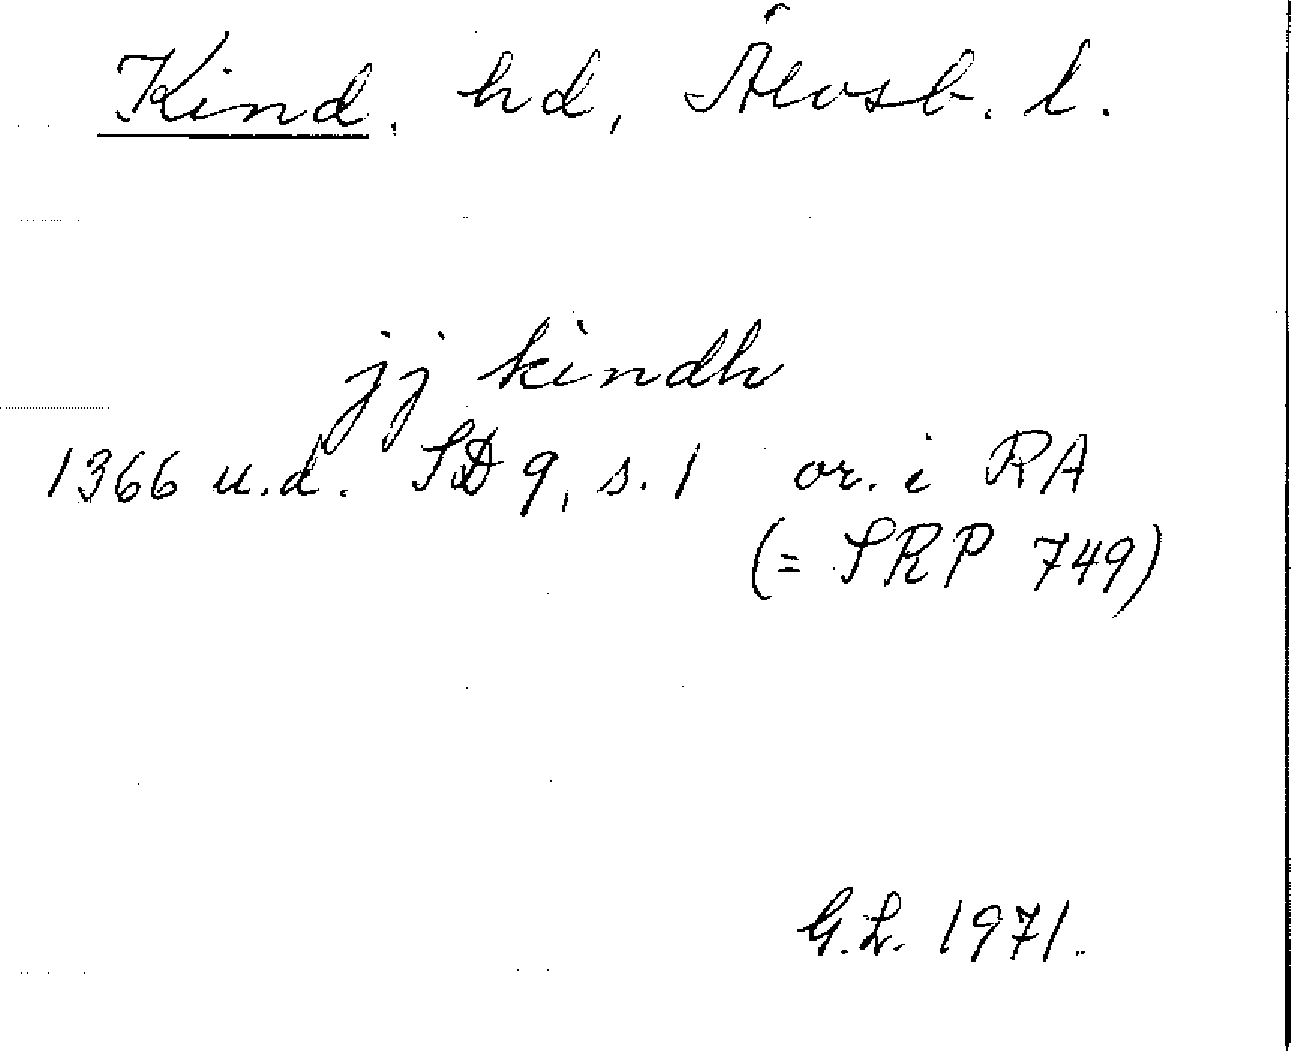 Kind, hd, Älvsb. l.
jj kindh
1366 u.d. SD 9, s. 1 or. i RA
(= SRP 749)
G.L. 1971.